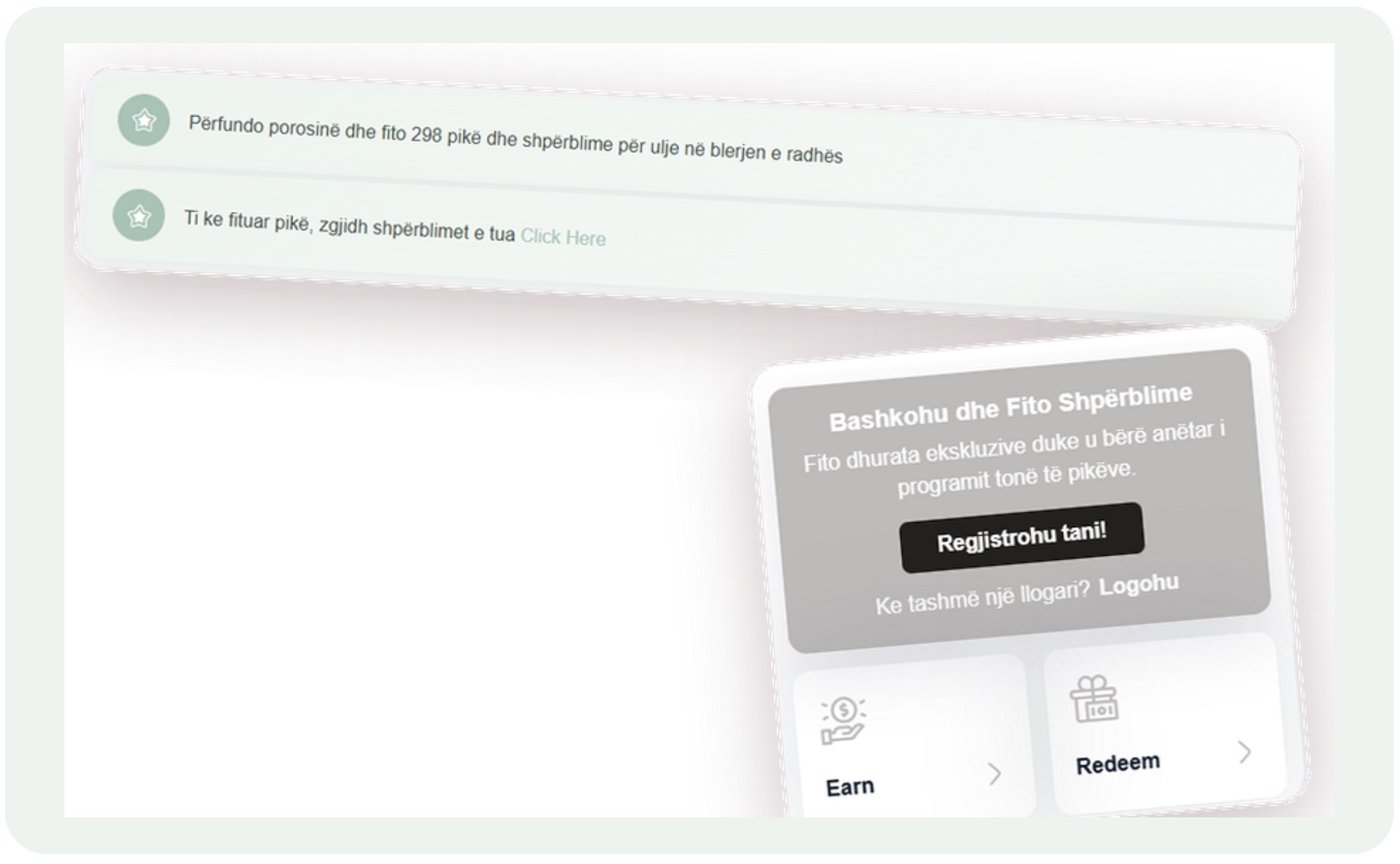 Përfundo porosinë dhe fito 298 pikë dhe shpërblime për ulje në blerjen e radhës
Ti ke fituar pikë, zgjidh shpërblimet e tua Click Here
Bashkohu dhe Fito Shpërblime
Fito dhurata ekskluzive duke u bërë anëtar i
programit tonë të pikëve.
Regjistrohu tani!
Ke tashmë një llogari? Logohu
Earn
Redeem